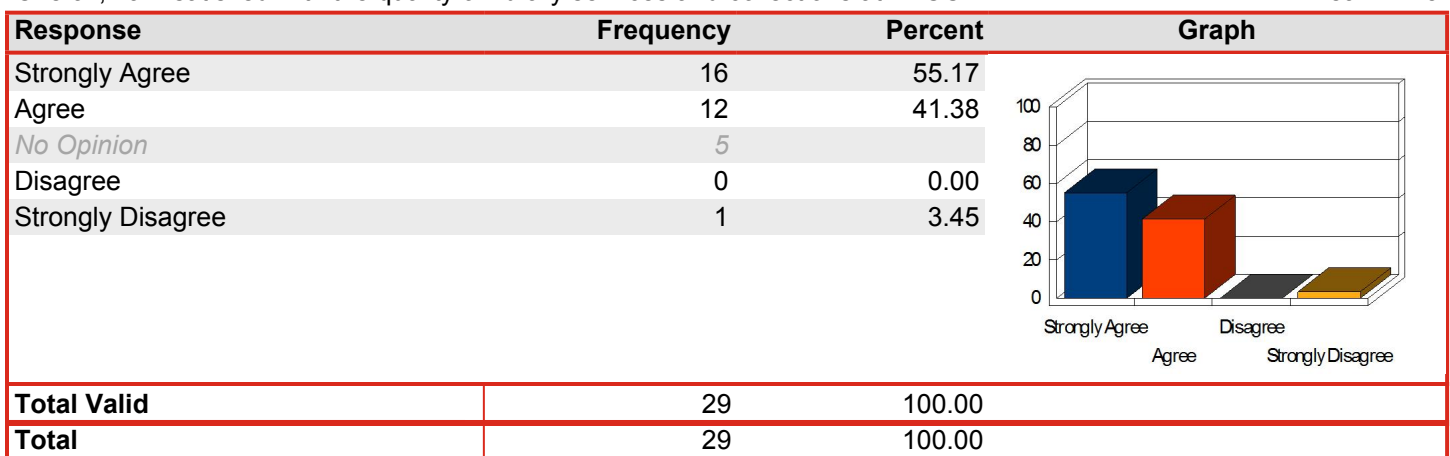 Response Frequency Percent Graph
Strongly Agree 16 55.17
Agree 12 41.38
No Opinion 5
Disagree 0 0.00
Strongly Disagree 1 3.45
100
80
60
40
20
0
Strongly Agree Disagree
Agree Strongly Disagree
Total Valid 29 100.00
Total 29 100.00